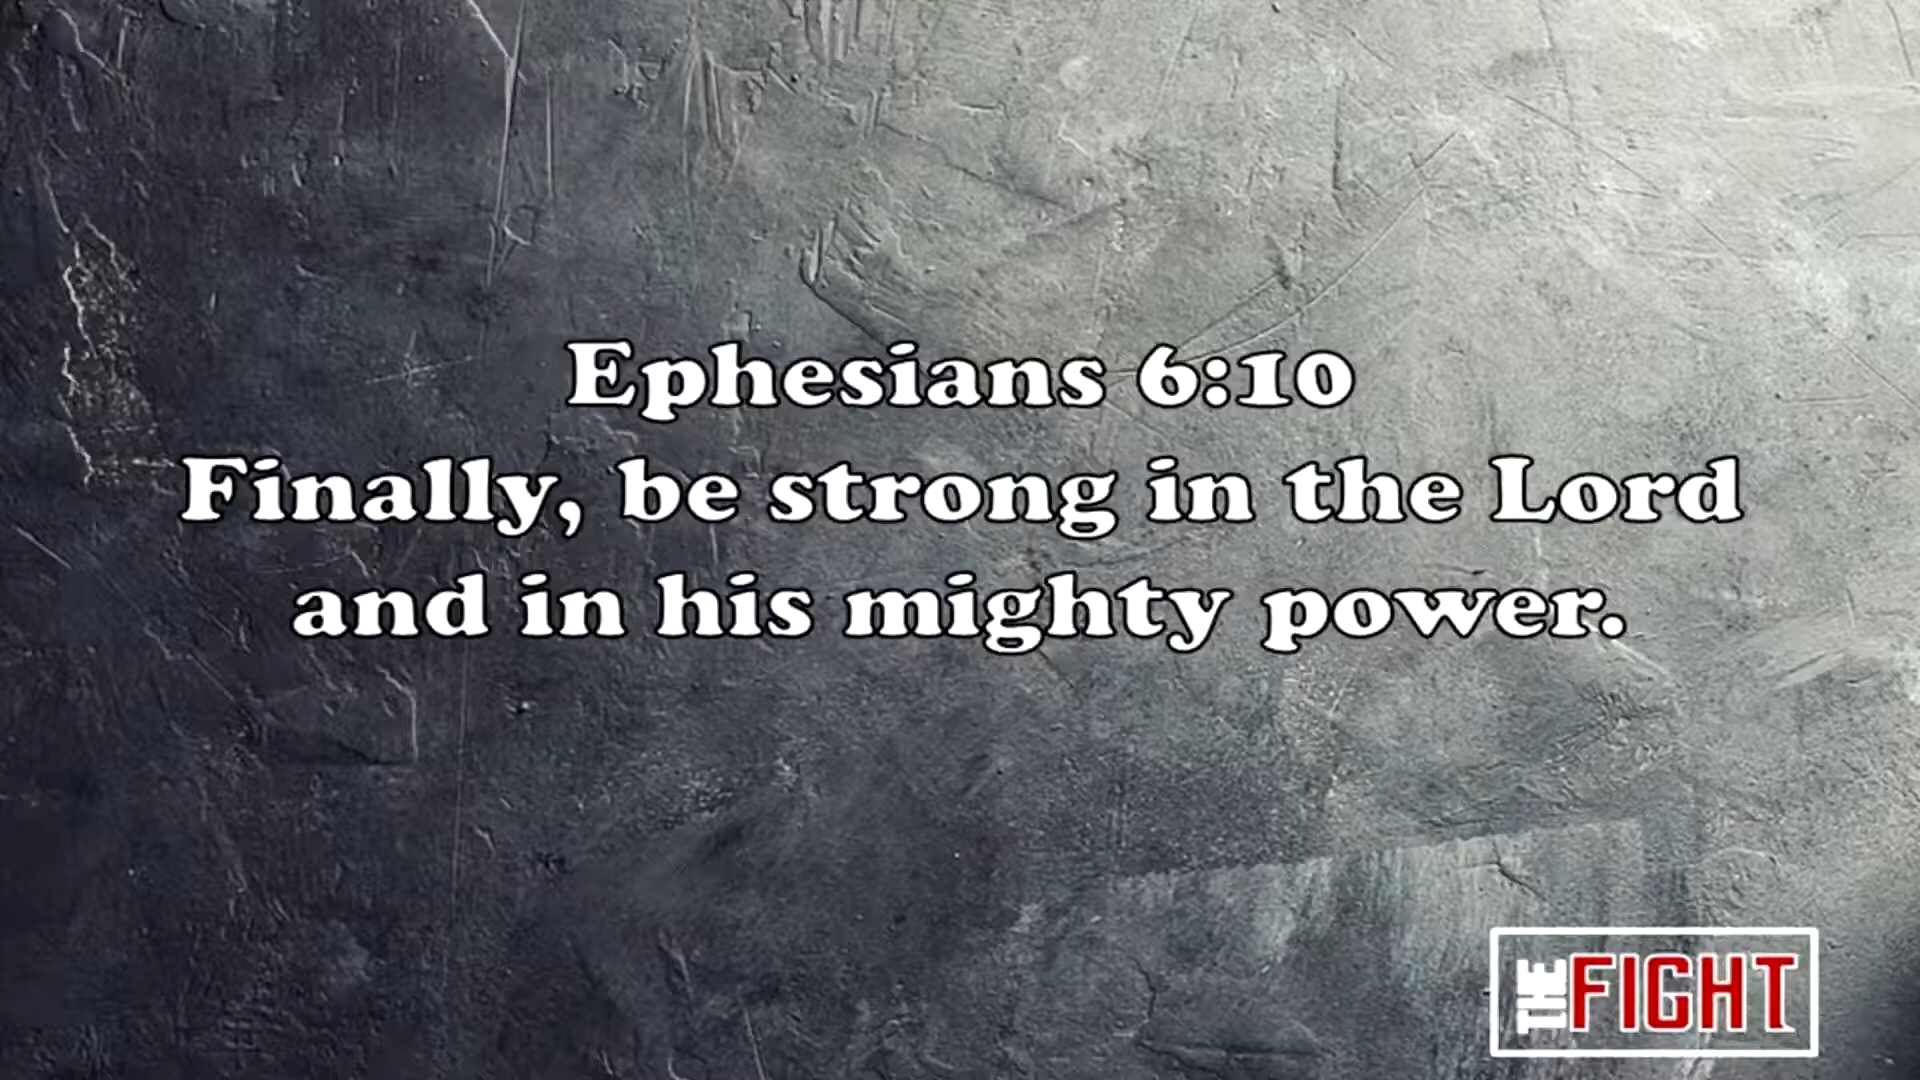 Ephesians 6:10
Finally, be strong in the Lord
and in his mighty power.
THE FIGHT